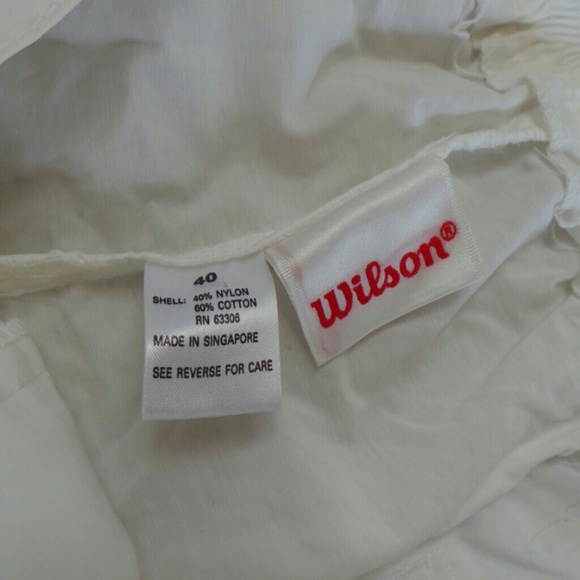 40
SHELL: 40% NYLON
60% COTTON
RN 63306
MADE IN SINGAPORE
SEE REVERSE FOR CARE
Wilson®